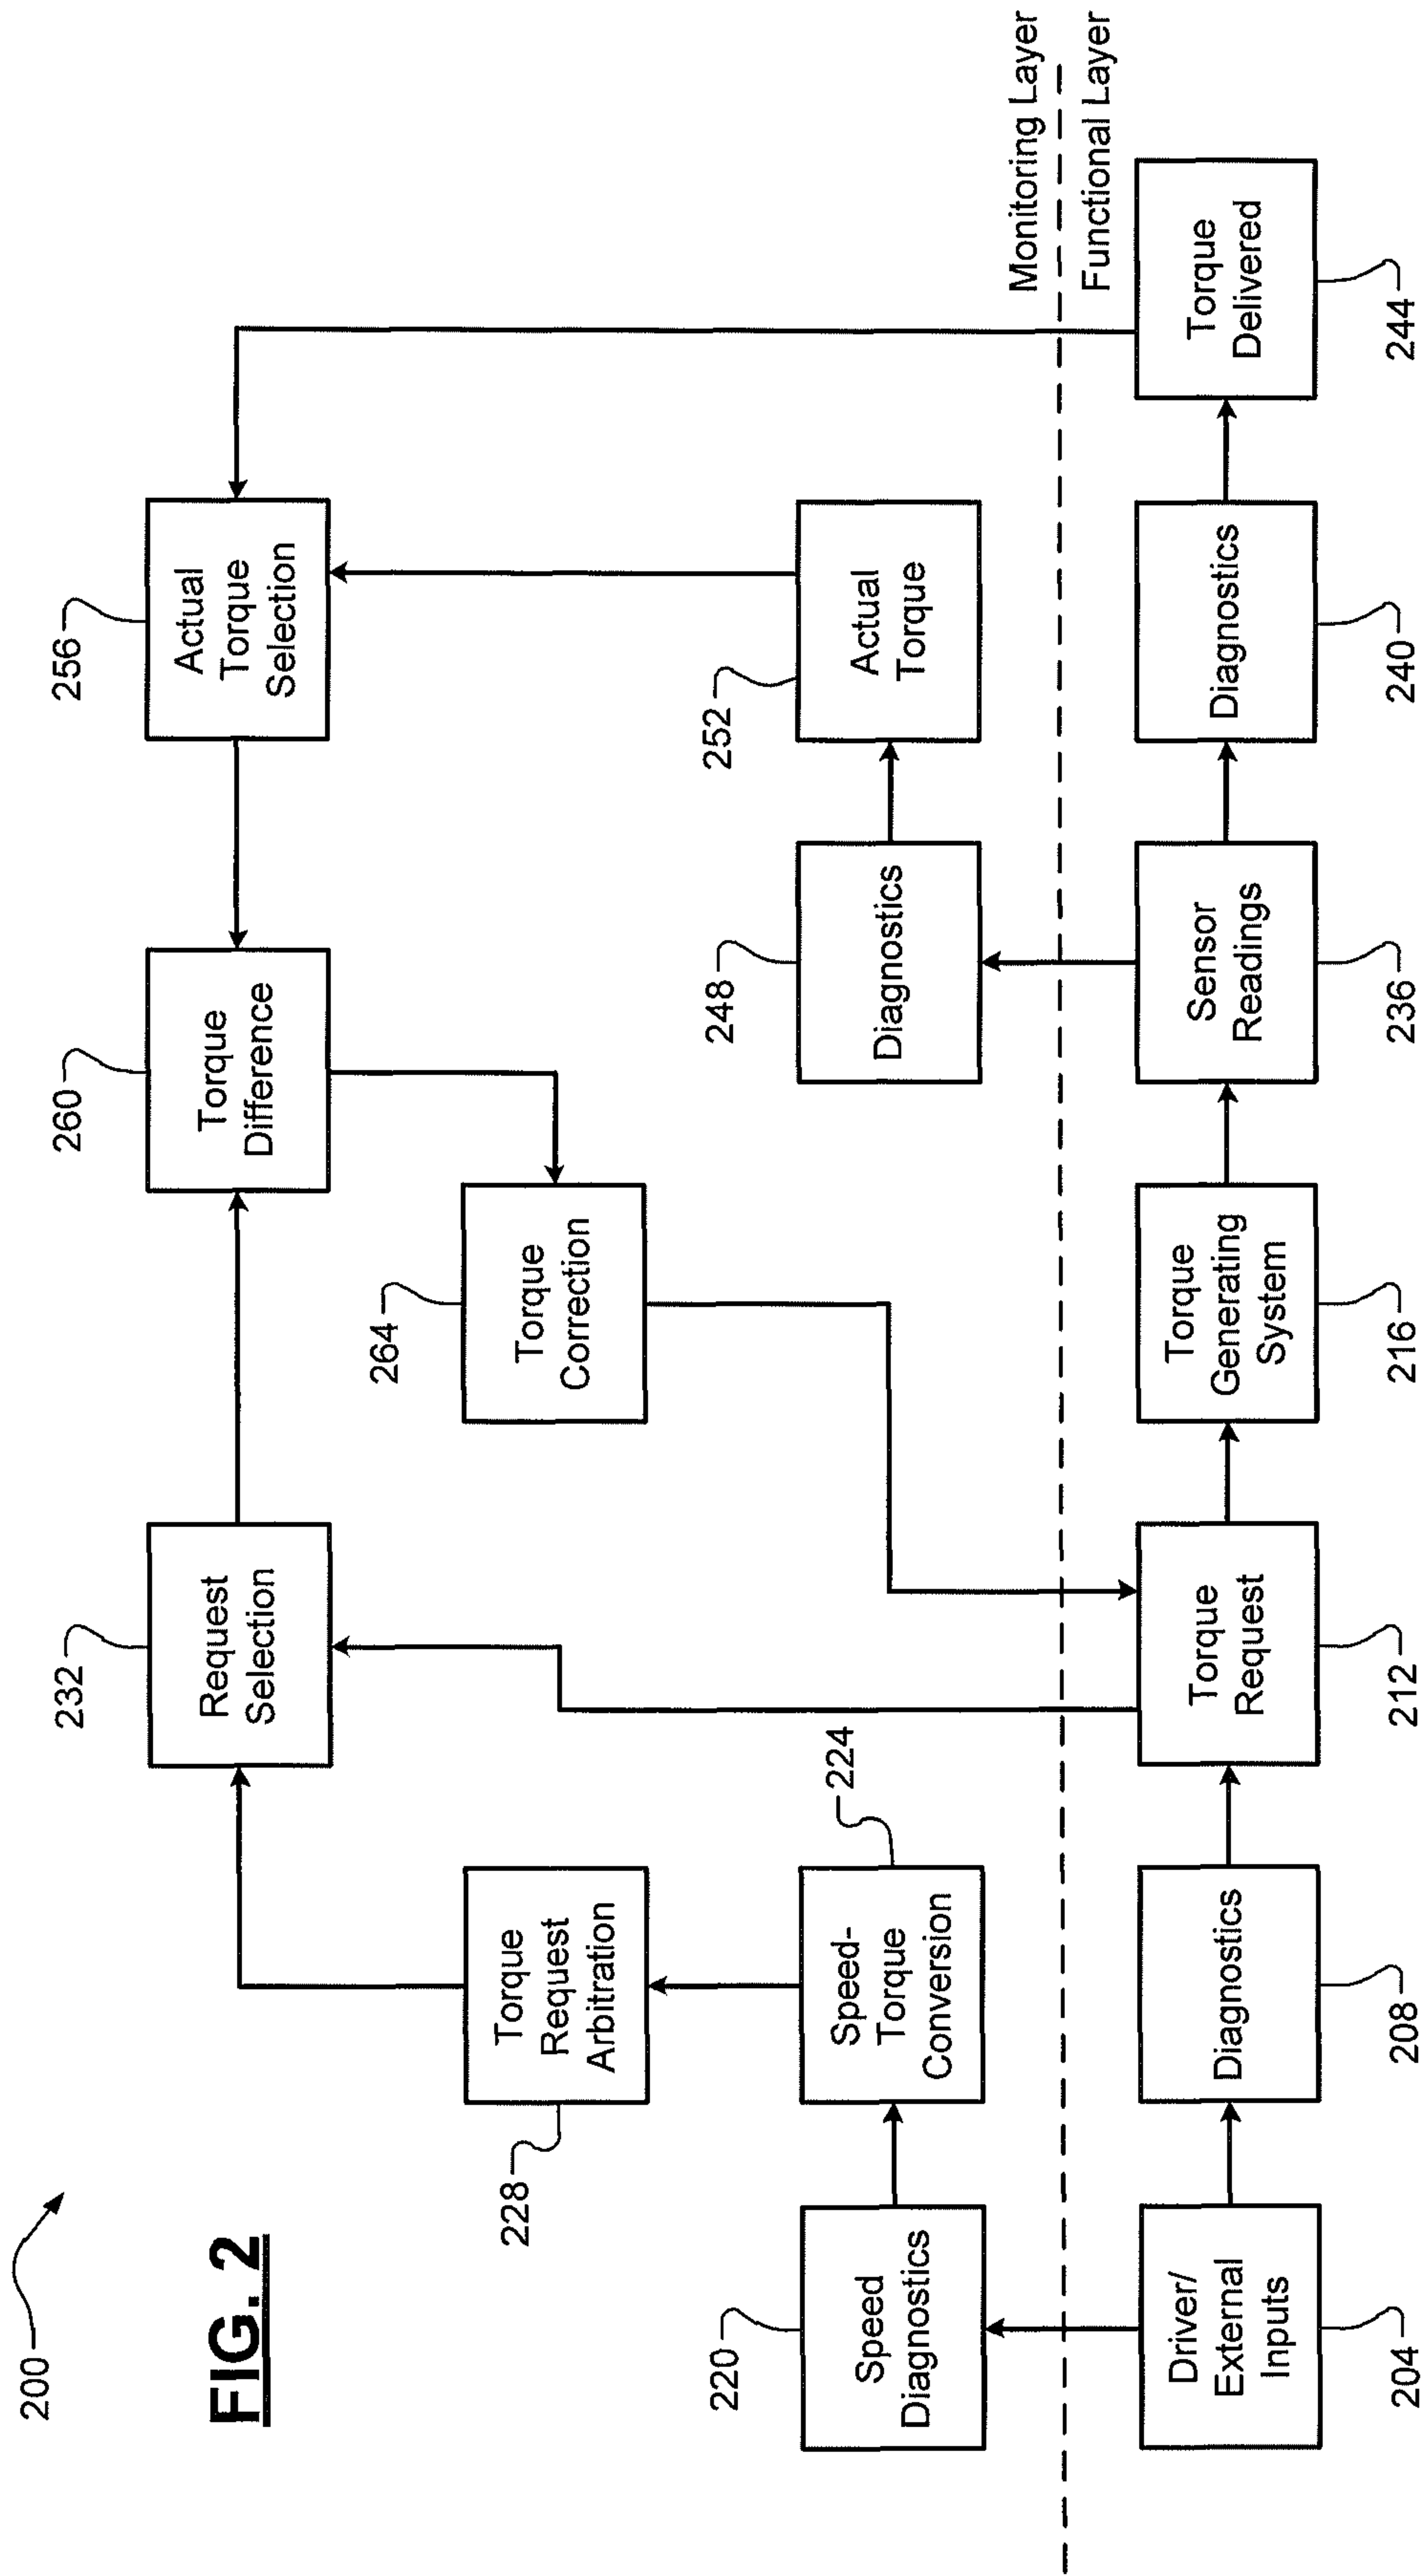 200
FIG. 2
232
Request
Selection
260
Torque
Difference
256
Actual
Torque
Selection
228
Torque
Request
Arbitration
264
Torque
Correction
220
Speed
Diagnostics
224
Speed-
Torque
Conversion
248
Diagnostics
252
Actual
Torque
Monitoring Layer
Functional Layer
Driver/
External
Inputs
204
Diagnostics
208
Torque
Request
212
Torque
Generating
System
216
Sensor
Readings
236
Diagnostics
240
Torque
Delivered
244